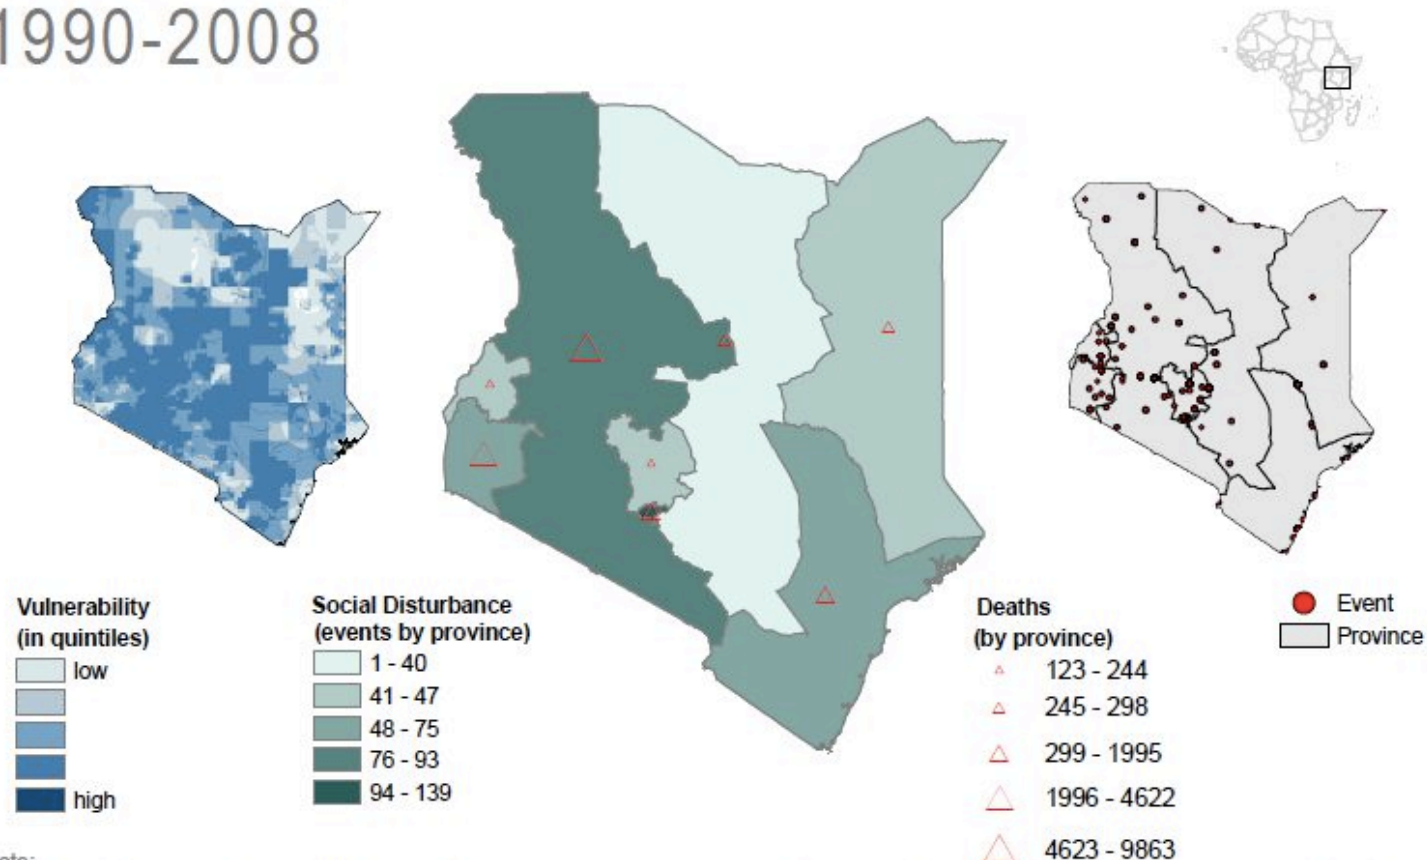 1990-2008
Vulnerability
(in quintiles)
low
high
Social Disturbance
(events by province)
1 - 40
41 - 47
48 - 75
76 - 93
94 - 139
Deaths
(by province)
123 - 244
245 - 298
299 - 1995
1996 - 4622
4623 - 9863
Event
Province